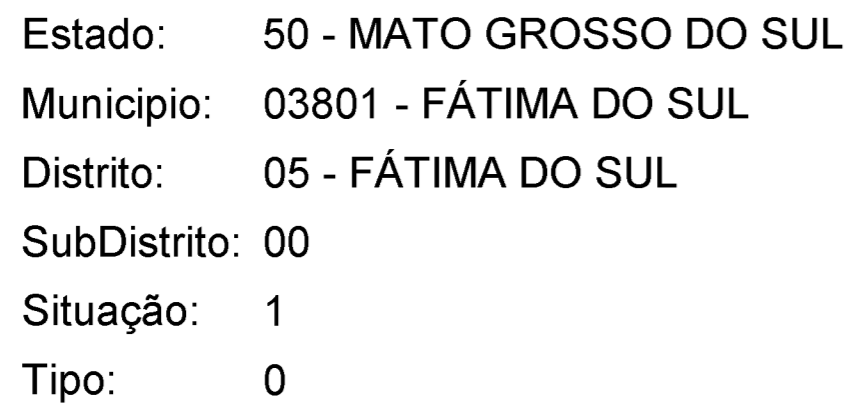 Estado: 50 - MATO GROSSO DO SUL
Municipio: 03801 - FÁTIMA DO SUL
Distrito: 05 - FÁTIMA DO SUL
SubDistrito: 00
Situação: 1
Tipo: 0